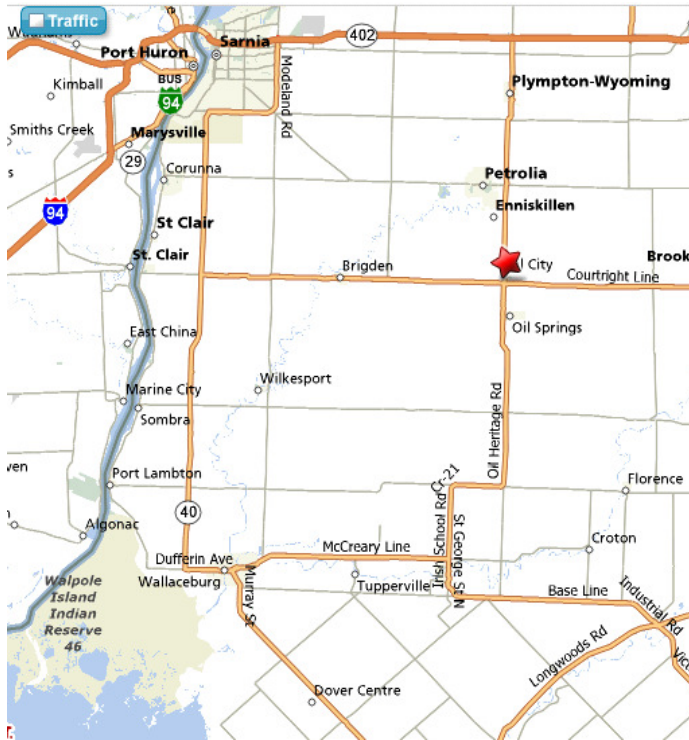 Traffic
402
Port Huron
Sarnia
BUS
94
Kimball
Modeland Rd
Plympton-Wyoming
Smiths Creek
Marysville
29
Corunna
Petrolia
Enniskillen
94
St Clair
St. Clair
Brigden
City
Brook
Courtright Line
Oil Springs
East China
Wilkesport
Marine City
Sombra
Oil Heritage Rd
Port Lambton
Cr-21
Florence
40
Algonac
Irish School Rd
St George St N
McCreary Line
Croton
Dufferin Ave
Wallaceburg
Tupperville
Base Line
Walpole
Island
Indian
Reserve
46
Murray St
Industrial Rd
Longwoods Rd
Dover Centre